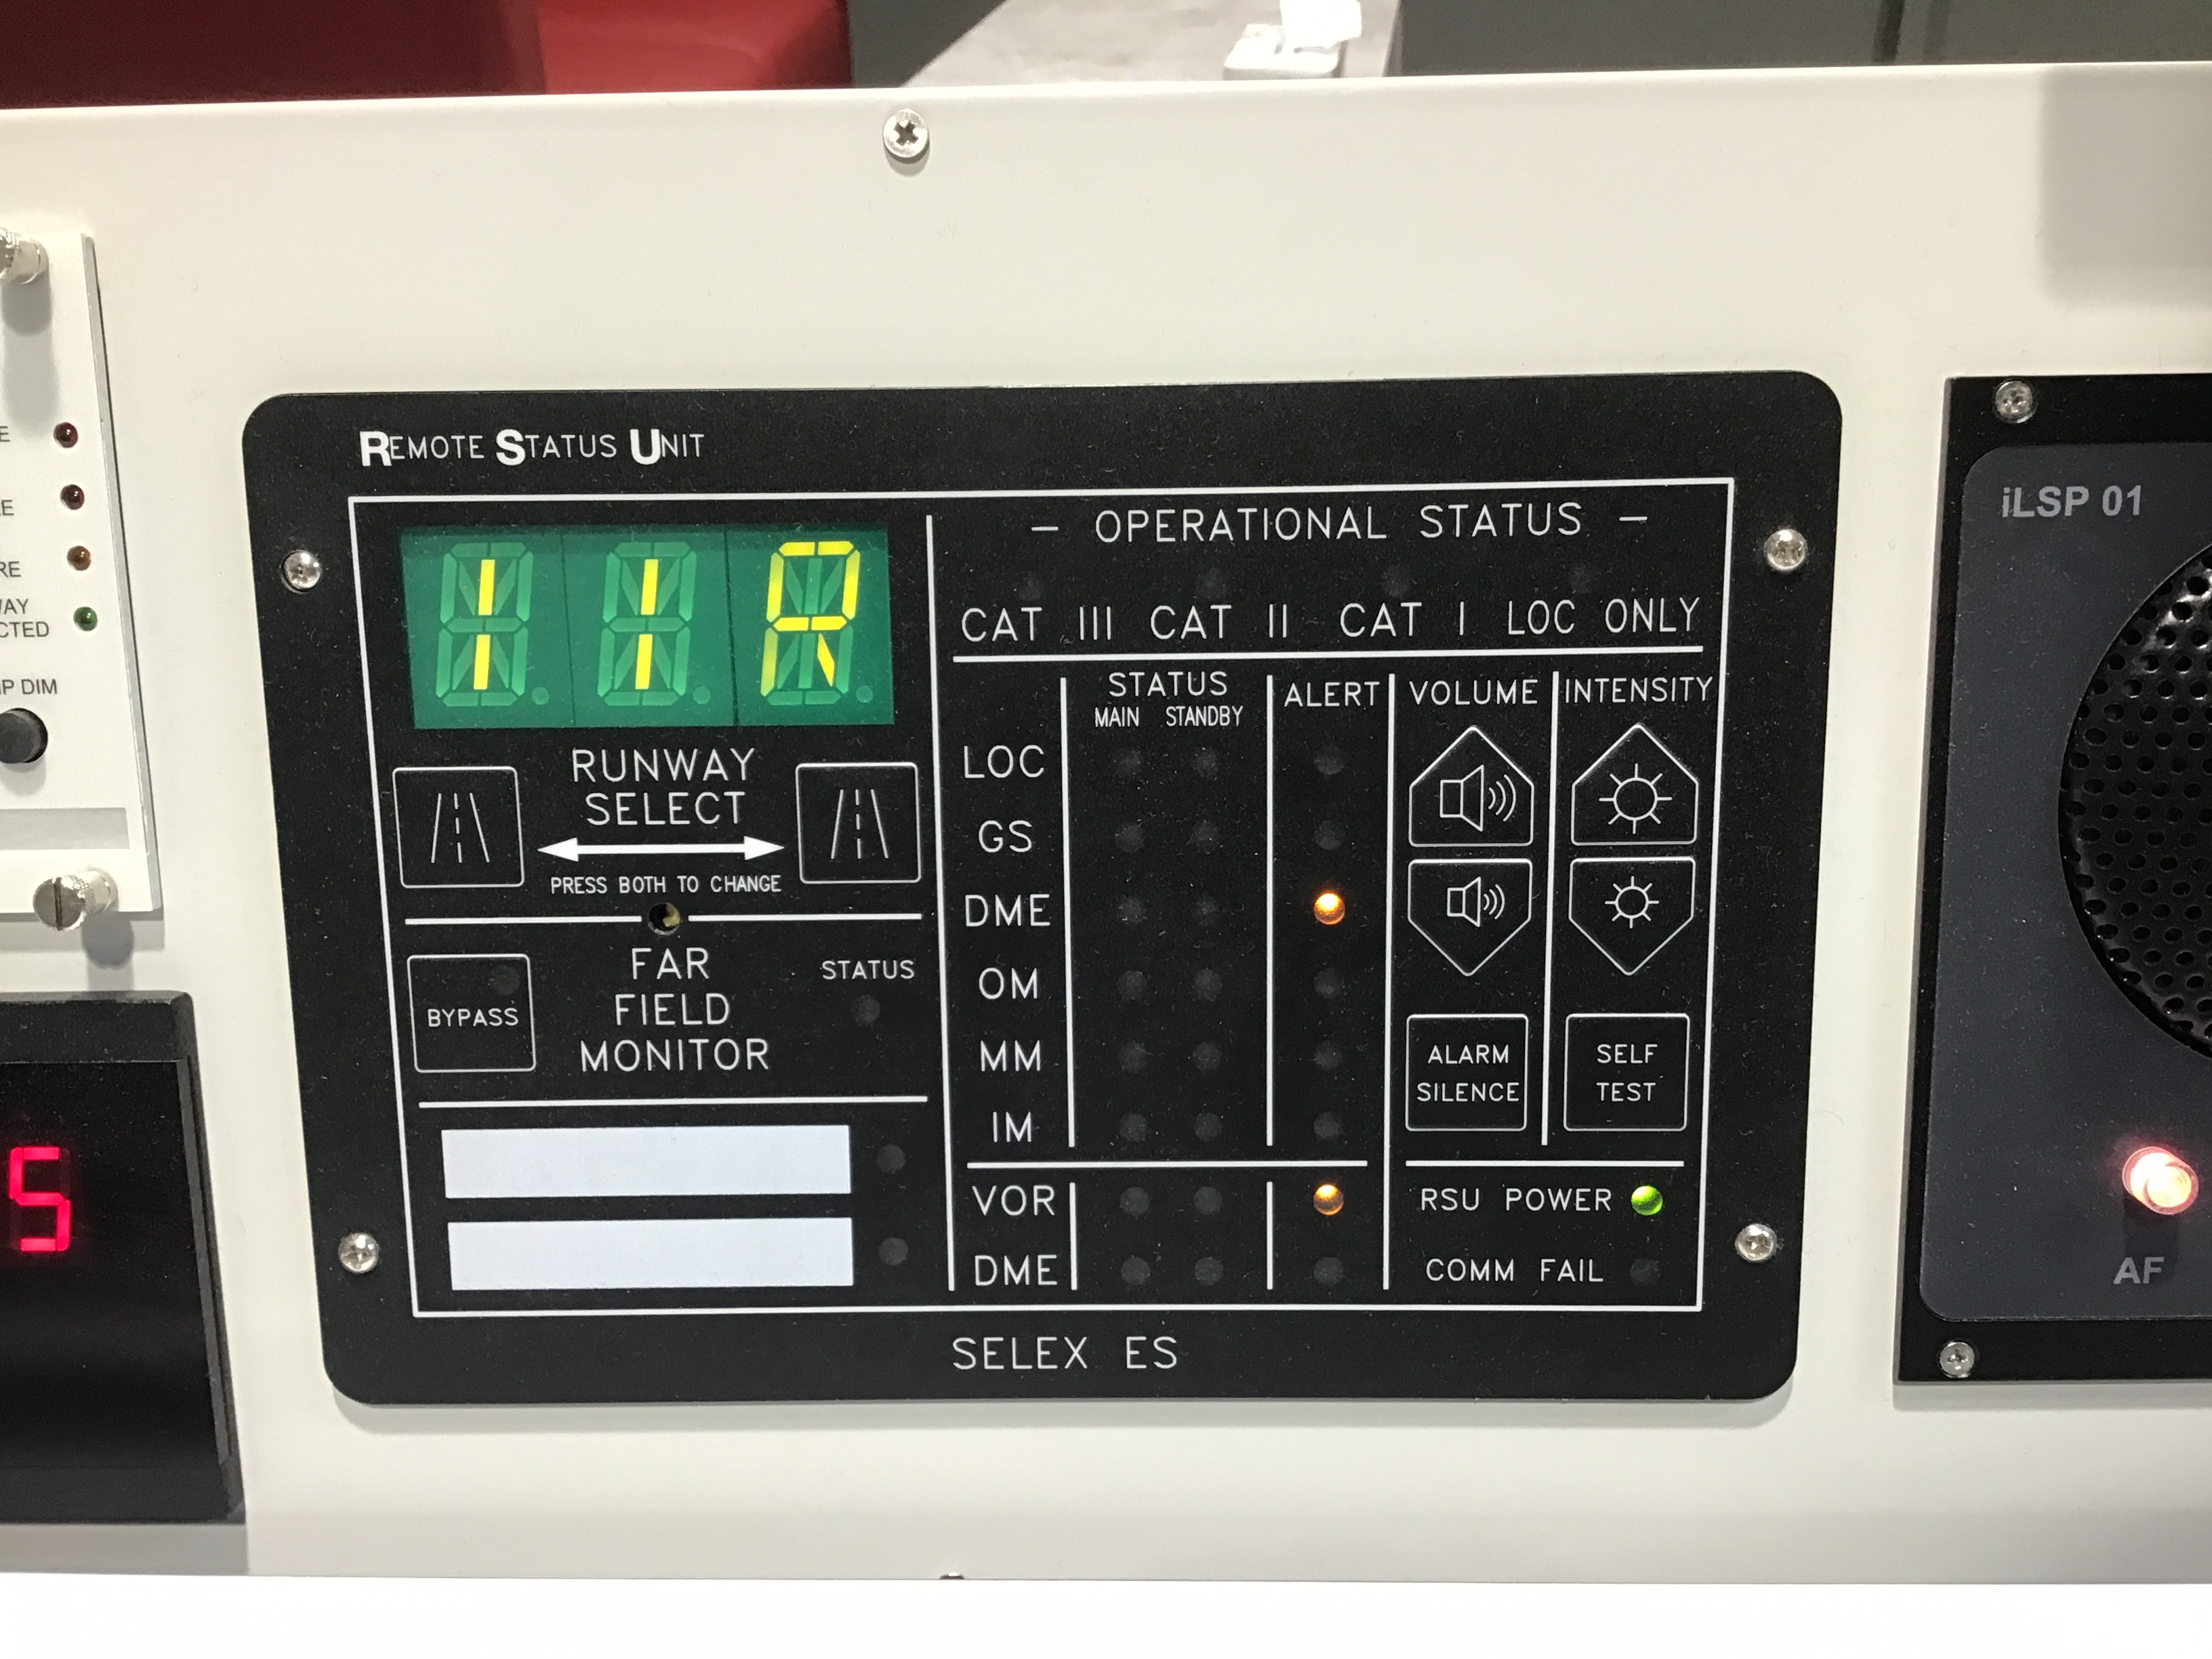 REMOTE STATUS UNIT
11R
RUNWAY
SELECT
PRESS BOTH TO CHANGE
BYPASS
FAR
FIELD
MONITOR
STATUS
- OPERATIONAL STATUS -
CAT III CAT II CAT I LOC ONLY
STATUS
MAIN STANDBY
ALERT
VOLUME
INTENSITY
LOC
GS
DME
OM
MM
IM
VOR
DME
ALARM
SILENCE
SELF
TEST
RSU POWER
COMM FAIL
SELEX ES
DIM
5
iLSP 01
AF